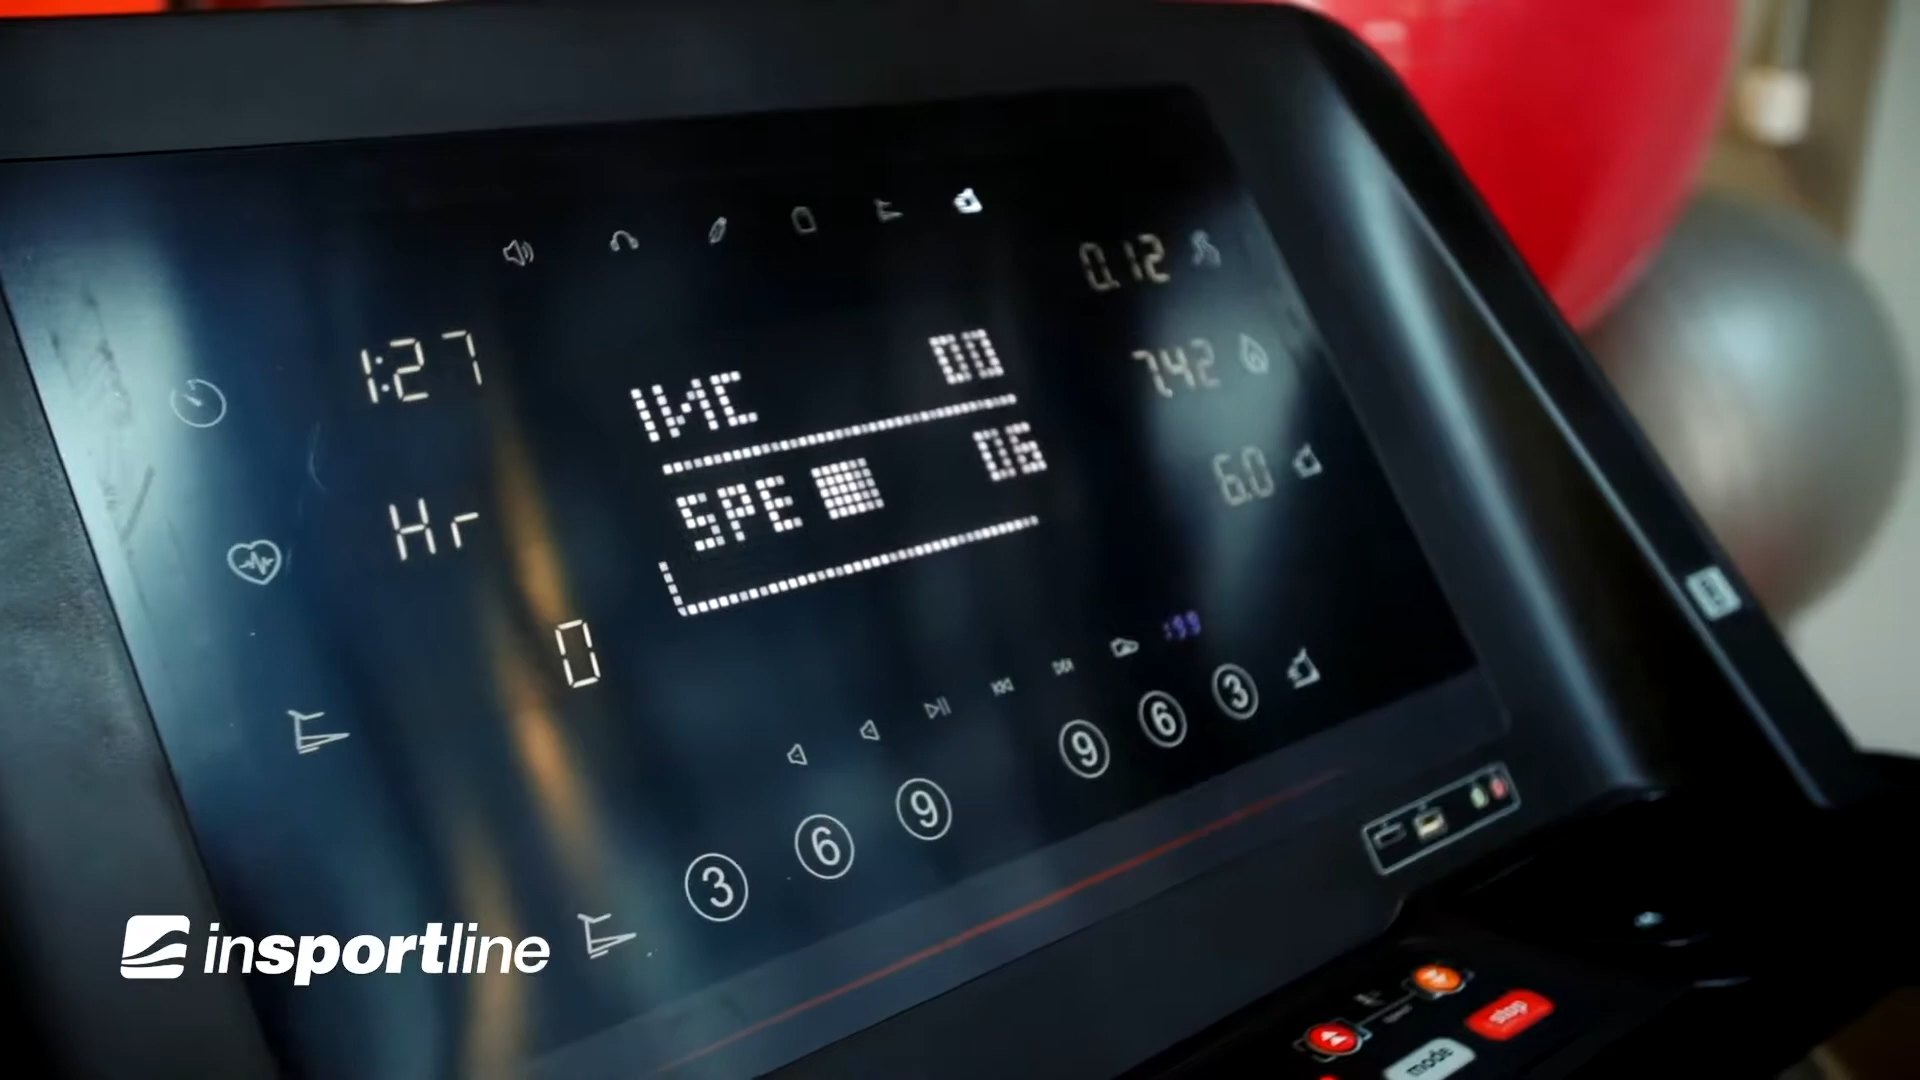 0.12
1:27
INC 00
7.42
SPE 06
6.0
Hr
0
:99
3 6 9 9 6 3
insportline
stop
mode